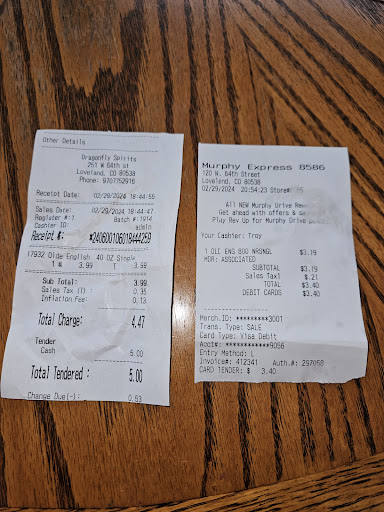 Other Details
Dragonfly Spirits
251 W 64th st
Loveland, CO 80538
Phone: 9707752916
Receipt Date: 02/29/2024 18:44:55
Sales Date: 02/29/2024 18:44:47
Register #:1 Batch #:1914
Cashier ID: admin
Receipt #: *240600106018444259
17932 Olde English 40 OZ Single
1 @ 3.99 T 3.99
Sub Total: 3.99
Sales Tax (1) : 0.35
Inflation Fee: 0.13
Total Charge: 4.47
Tender
Cash 5.00
Total Tendered : 5.00
Change Due(-): 0.53
Murphy Express 8586
120 N. 64th Street
Loveland, CO 80538
02/29/2024 20:54:23 Store#
All NEW Murphy Drive
Get ahead with offers &
Play Rev Up for Murphy Drive
Your Cashier: Troy
1 OLI ENG 800 NRSNGL $3.19
HDR: ASSOCIATED
SUBTOTAL $3.19
Sales Tax1 $.21
TOTAL $3.40
DEBIT CARDS $3.40
Merch.ID: *********3001
Trans. Type: SALE
Card Type: Visa Debit
Acct#: ************9056
Entry Method: L
Invoice#: 412341 Auth.#: 297058
CARD TENDER: $ 3.40